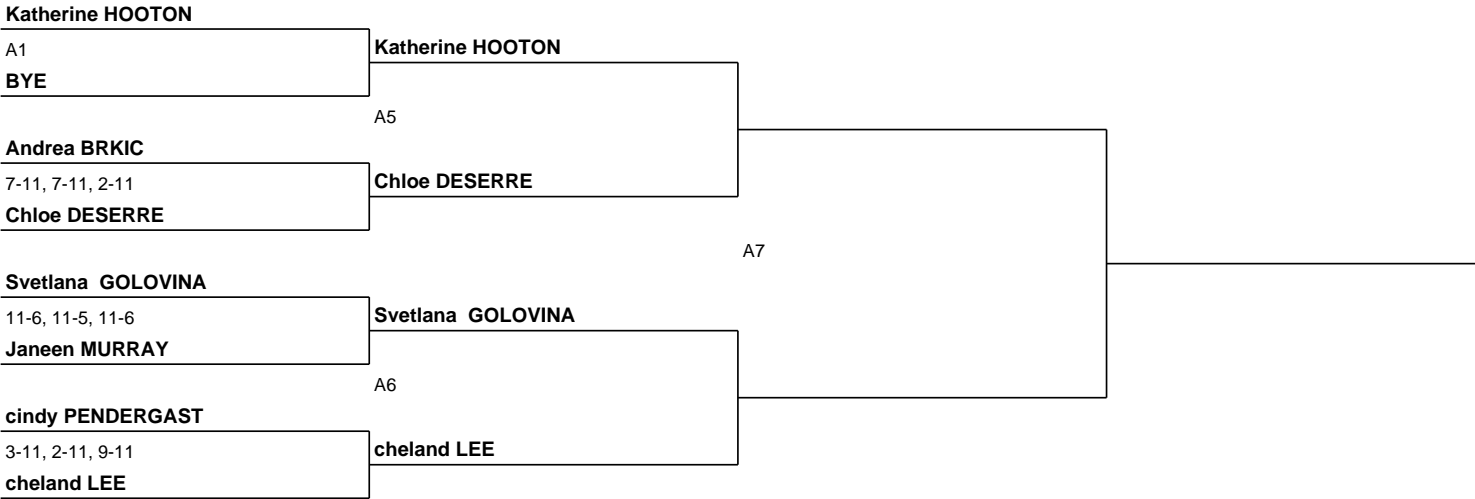 Katherine HOOTON
A1
BYE
Andrea BRKIC
7-11, 7-11, 2-11
Chloe DESERRE
Svetlana  GOLOVINA
11-6, 11-5, 11-6
Janeen MURRAY
cindy PENDERGAST
3-11, 2-11, 9-11
cheland LEE
Katherine HOOTON
A5
Chloe DESERRE
Svetlana  GOLOVINA
A6
cheland LEE
A7